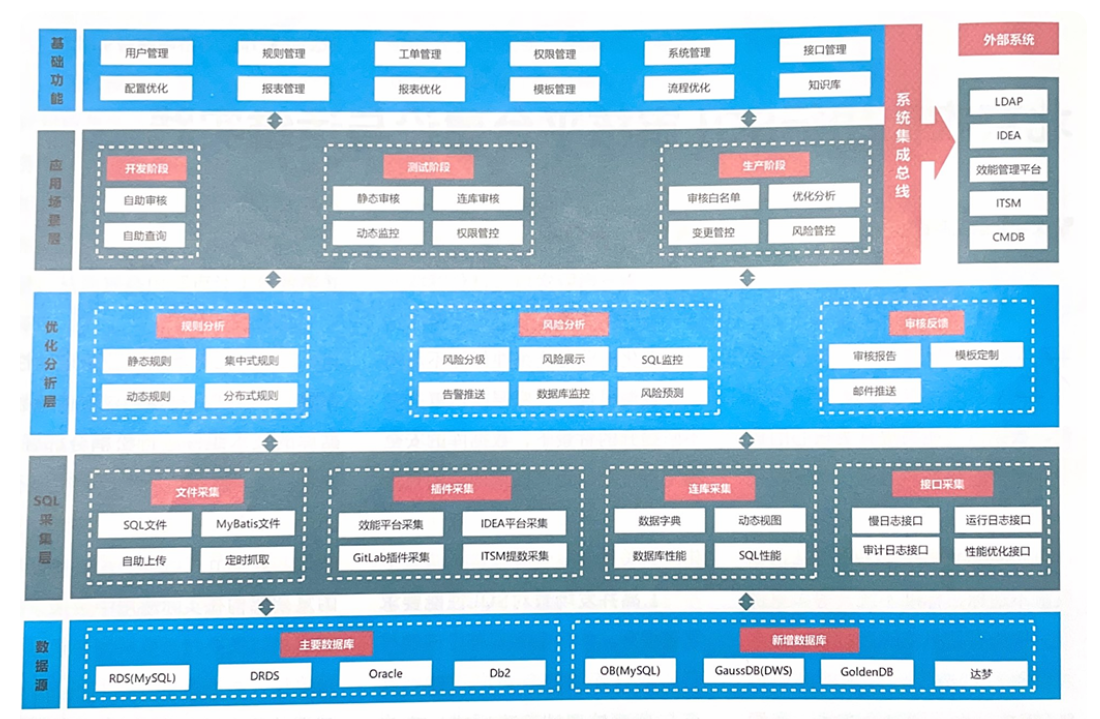 基础功能
用户管理 规则管理 工单管理 权限管理 系统管理 接口管理
配置优化 报表管理 报表优化 模板管理 流程优化 知识库
系统集成总线
外部系统
LDAP
IDEA
效能管理平台
ITSM
CMDB
应用场景层
开发阶段
自助审核
自助查询
测试阶段
静态审核 连库审核
动态监控 权限管控
生产阶段
审核白名单 优化分析
变更管控 风险管控
优化分析层
规则分析
静态规则 集中式规则
动态规则 分布式规则
风险分析
风险分级 风险展示 SQL监控
告警推送 数据库监控 风险预测
审核反馈
审核报告 模板定制
邮件推送
SQL采集层
文件采集
SQL文件 MyBatis文件
自助上传 定时抓取
插件采集
效能平台采集 IDEA平台采集
GitLab插件采集 ITSM提数采集
连库采集
数据字典 动态视图
数据库性能 SQL性能
接口采集
慢日志接口 运行日志接口
审计日志接口 性能优化接口
数据源
主要数据库
RDS(MySQL) DRDS Oracle Db2
新增数据库
OB(MySQL) GaussDB(DWS) GoldenDB 达梦